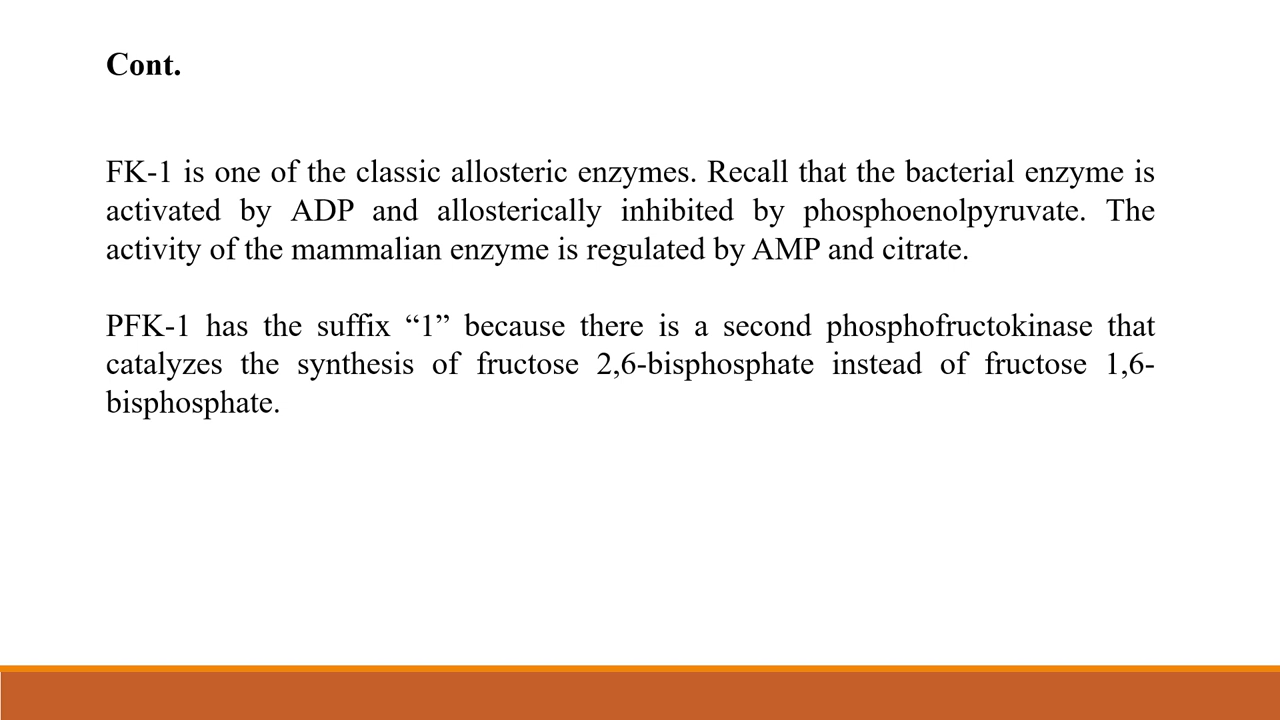 Cont.
FK-1 is one of the classic allosteric enzymes. Recall that the bacterial enzyme is
activated by ADP and allosterically inhibited by phosphoenolpyruvate. The
activity of the mammalian enzyme is regulated by AMP and citrate.
PFK-1 has the suffix “1” because there is a second phosphofructokinase that
catalyzes the synthesis of fructose 2,6-bisphosphate instead of fructose 1,6-
bisphosphate.